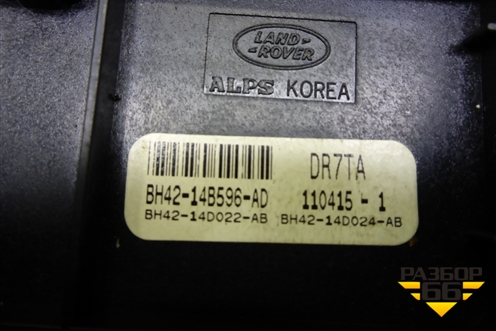 LAND-
-ROVER
ALPS KOREA
DR7TA
BH42-14B596-AD 110415 - 1
BH42-14D022-AB BH42-14D024-AB
РАЗБОР
66